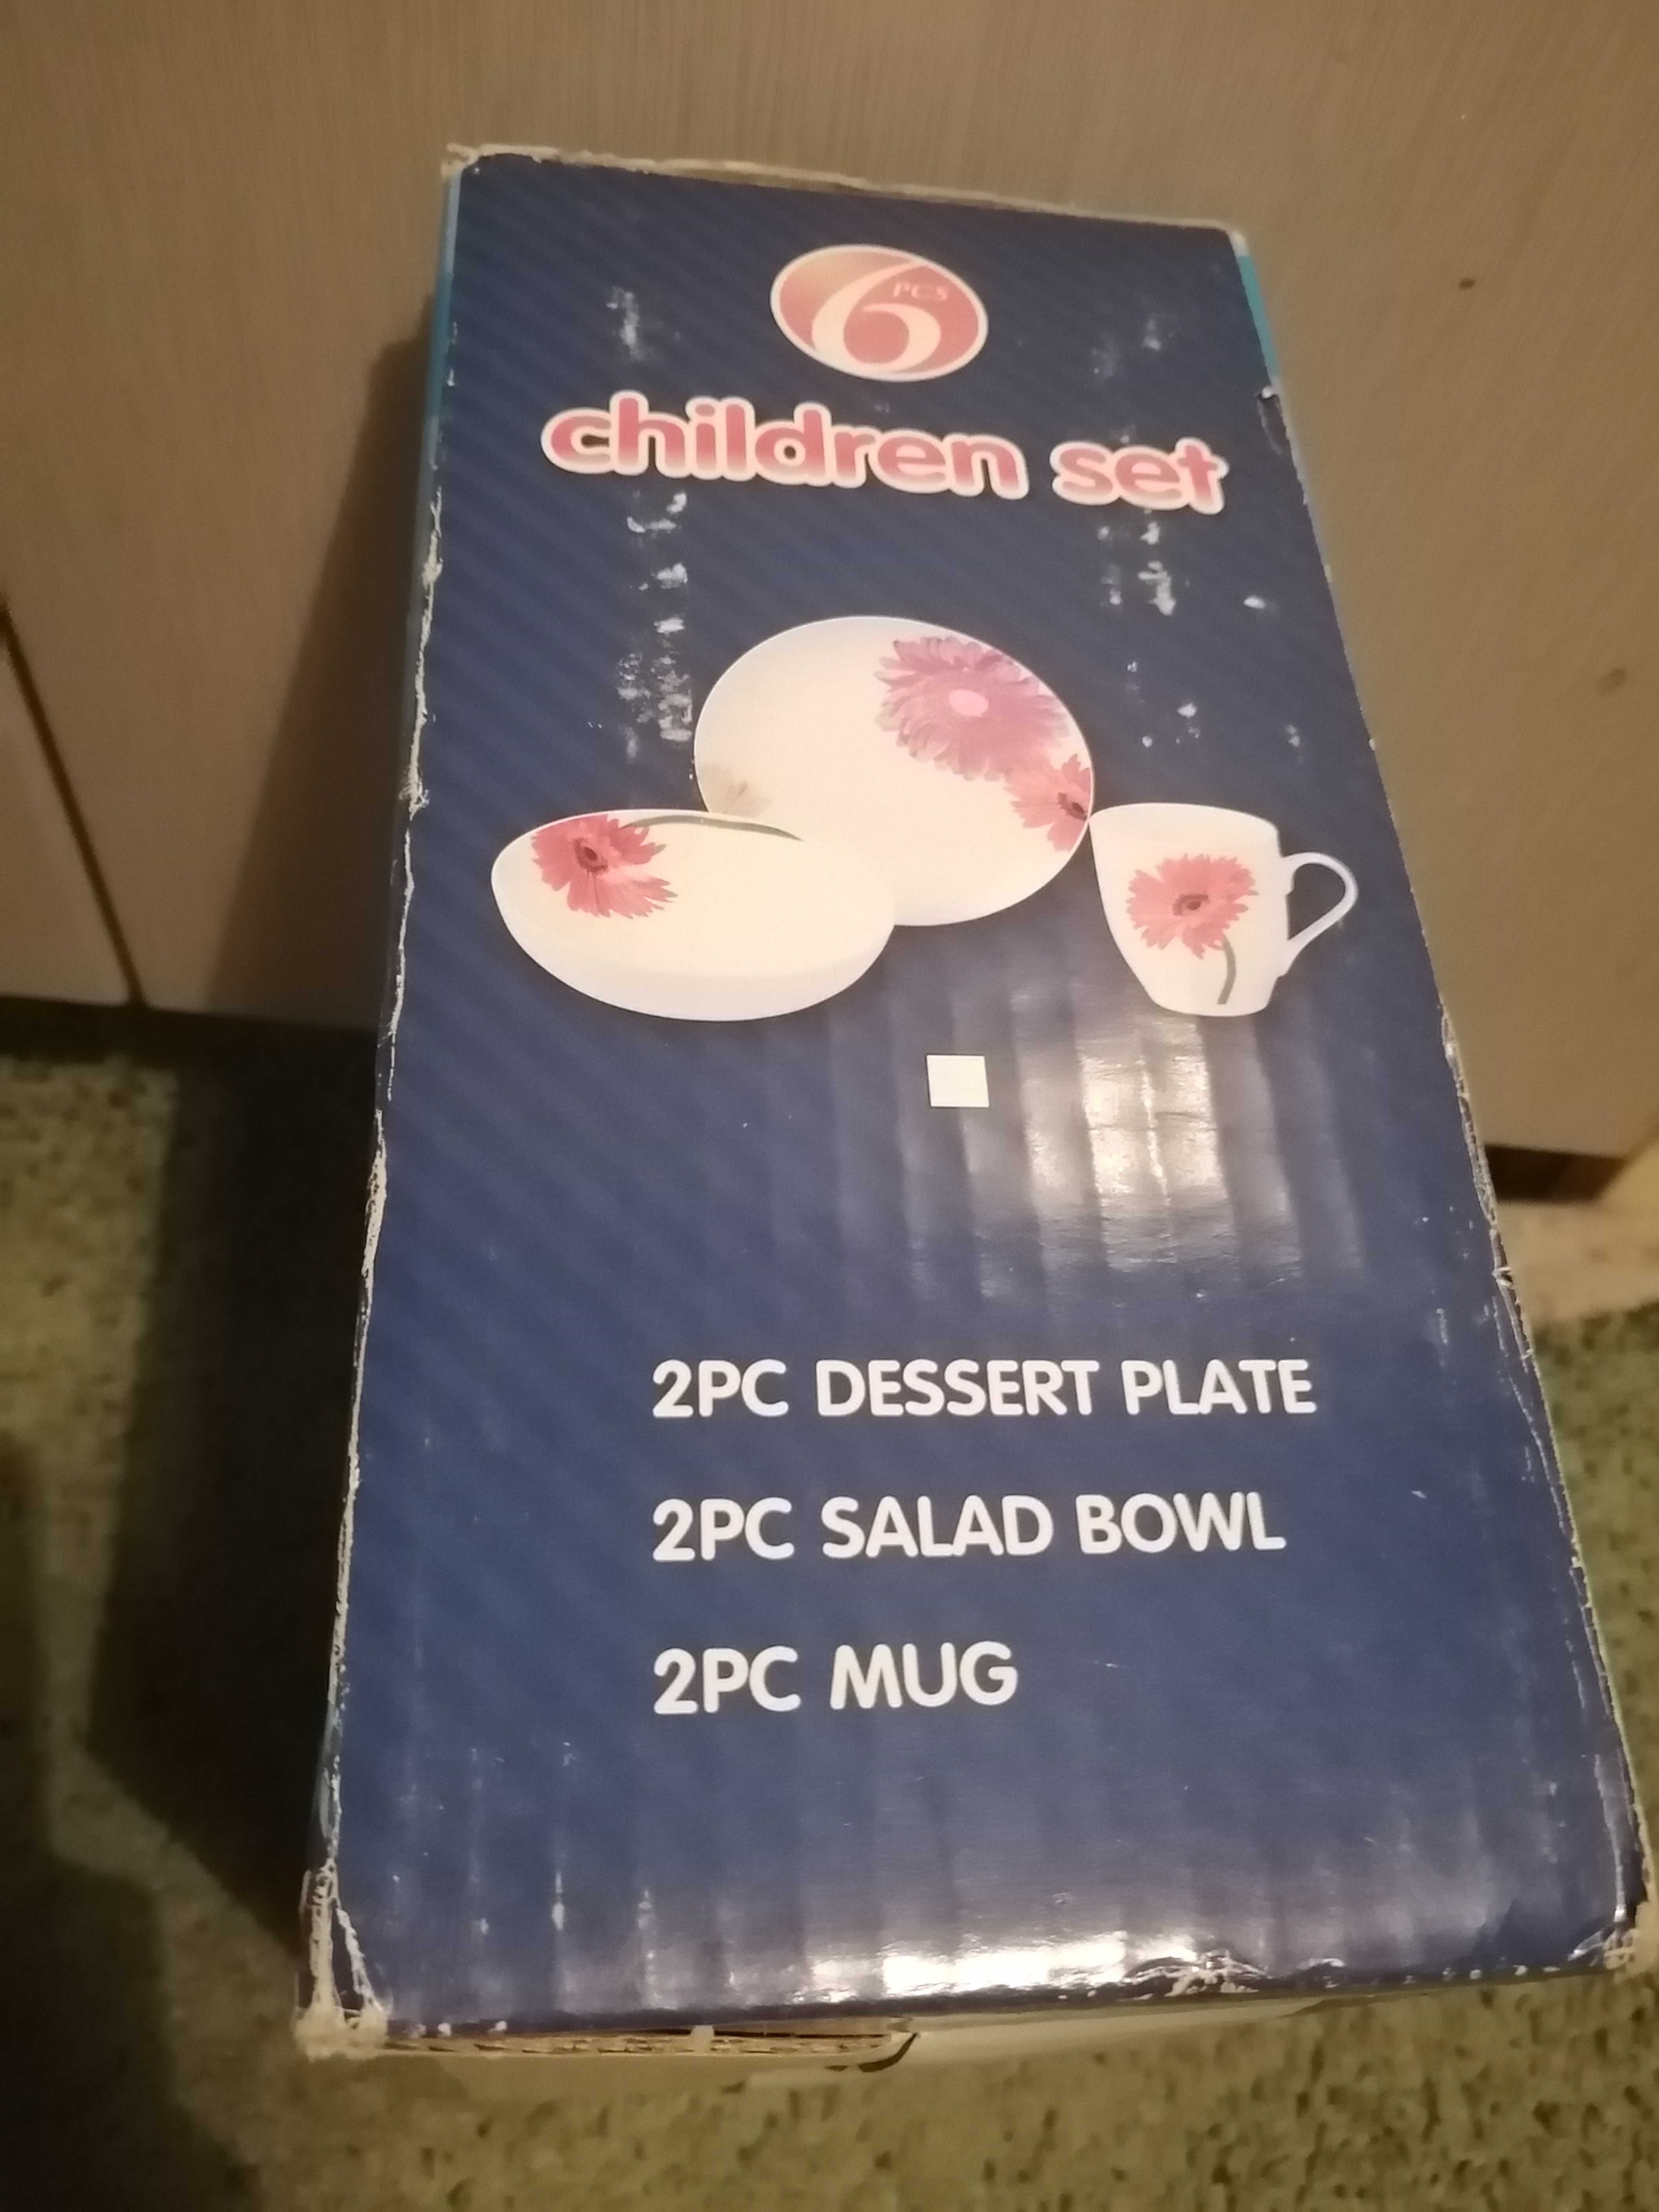 6 PCS
children set
2PC DESSERT PLATE
2PC SALAD BOWL
2PC MUG